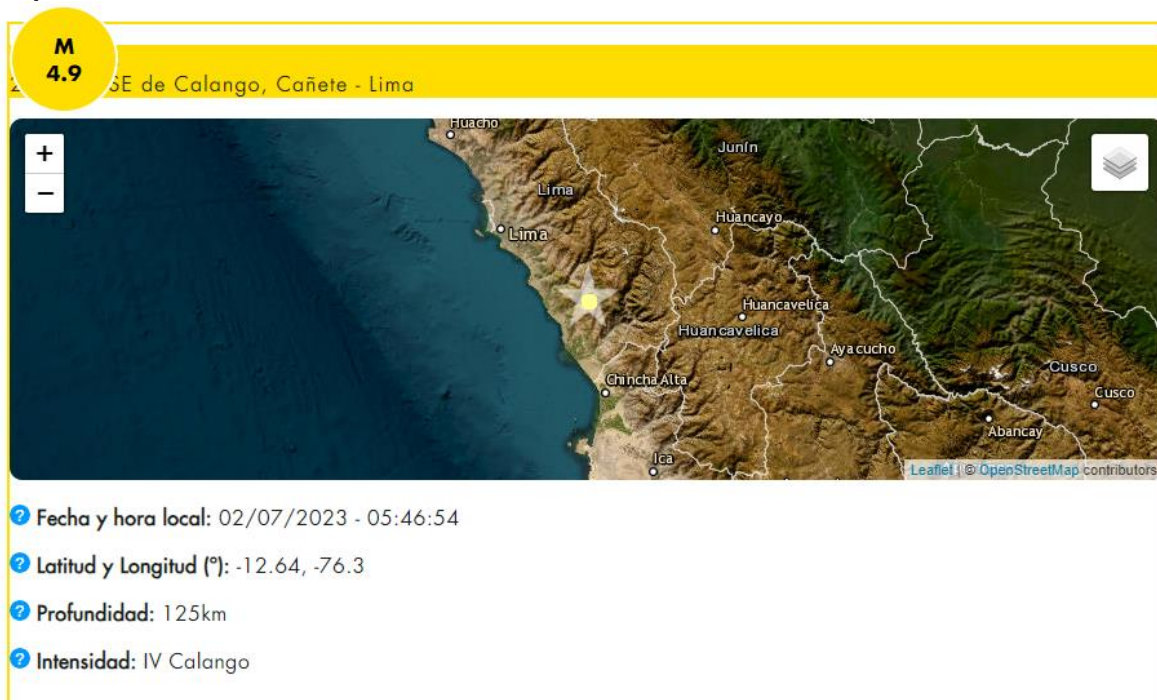 M
4.9
SE de Calango, Cañete - Lima
+
−
Huacho
Junín
Lima
Huancayo
Lima
Huancavelica
Huancavelica
Ayacucho
Chincha Alta
Cusco
Cusco
Abancay
Ica
Leaflet | © OpenStreetMap contributors
Fecha y hora local: 02/07/2023 - 05:46:54
Latitud y Longitud (°): -12.64, -76.3
Profundidad: 125km
Intensidad: IV Calango